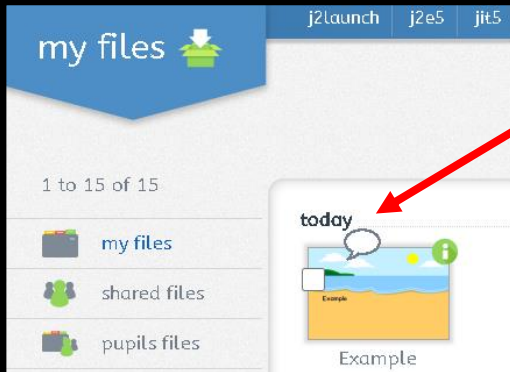 my files
j2launch j2e5 jit5
1 to 15 of 15
my files
shared files
pupils files
today
i
Example
Example